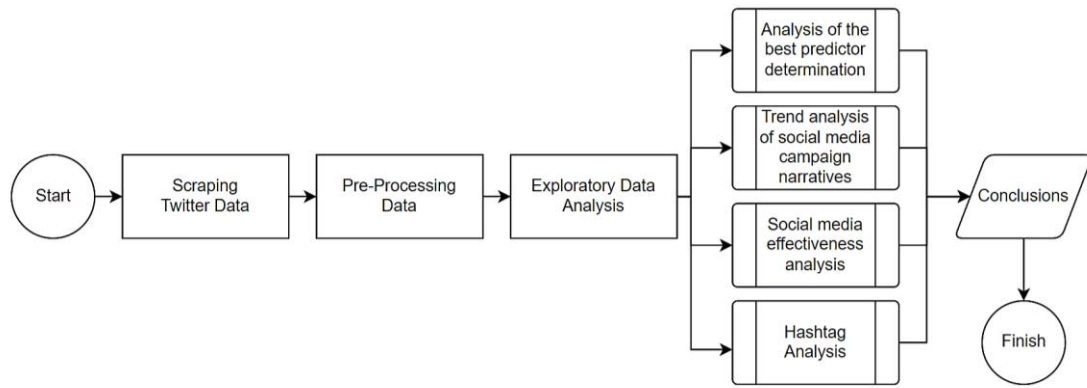 Start
Scraping
Twitter Data
Pre-Processing
Data
Exploratory Data
Analysis
Analysis of the
best predictor
determination
Trend analysis
of social media
campaign
narratives
Social media
effectiveness
analysis
Hashtag
Analysis
Conclusions
Finish